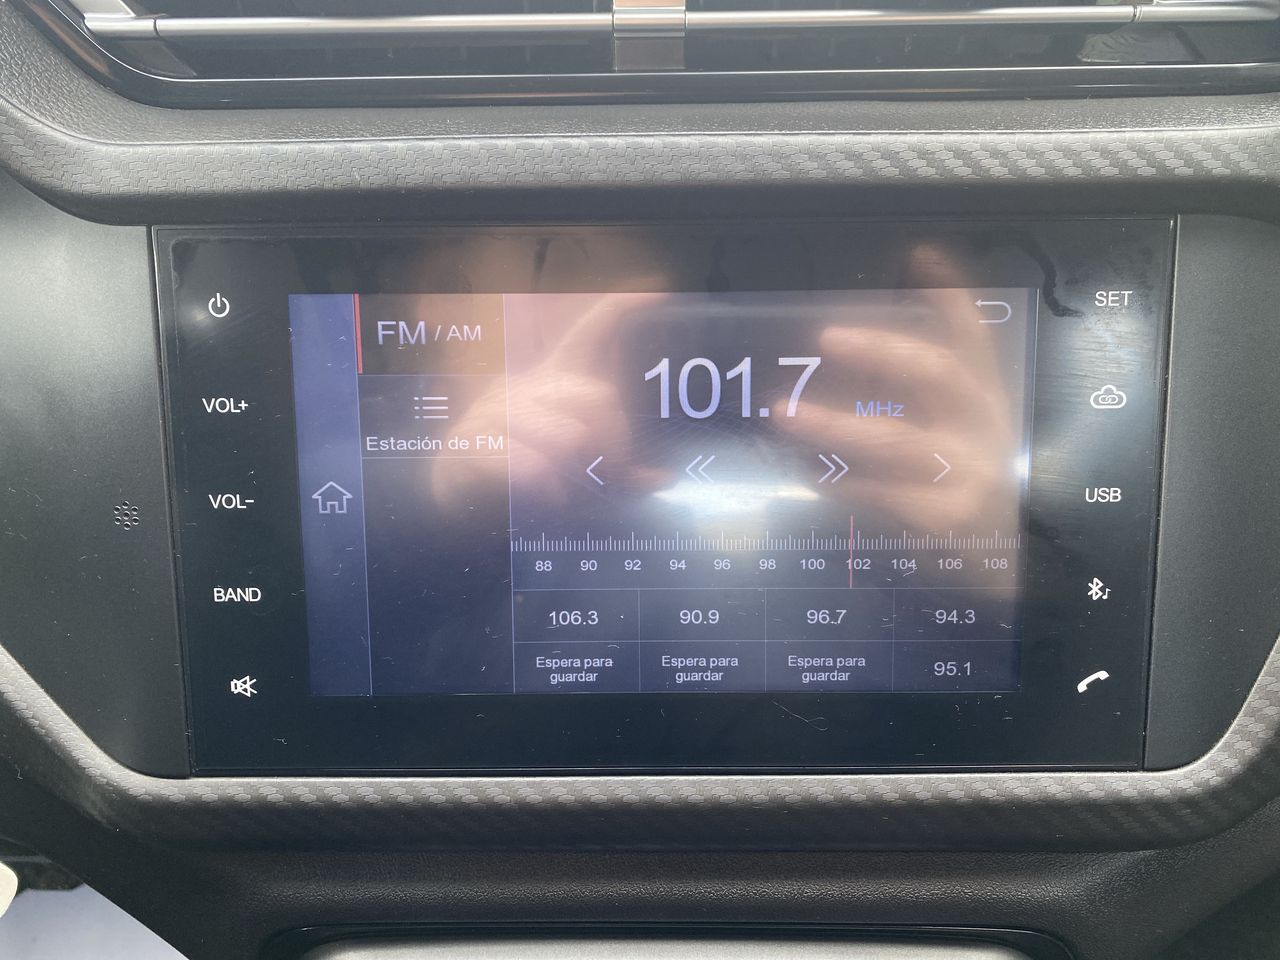 SET
FM / AM
101.7 MHz
VOL+
Estación de FM
VOL-
USB
88 90 92 94 96 98 100 102 104 106 108
BAND
106.3 90.9 96.7 94.3
Espera para
guardar
Espera para
guardar
Espera para
guardar
95.1